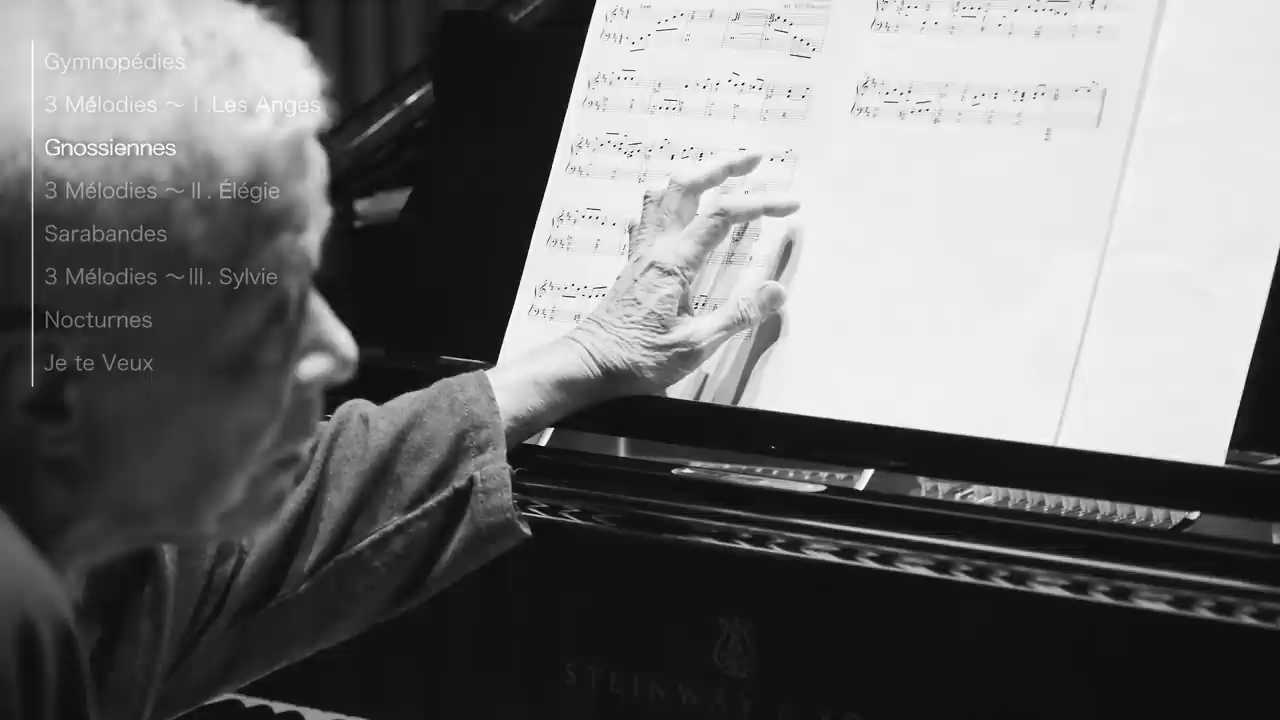 Gymnopédies
3 Mélodies ～Ⅰ.Les Anges
Gnossiennes
3 Mélodies ～Ⅱ. Élégie
Sarabandes
3 Mélodies ～Ⅲ. Sylvie
Nocturnes
Je te Veux
STEINWAY